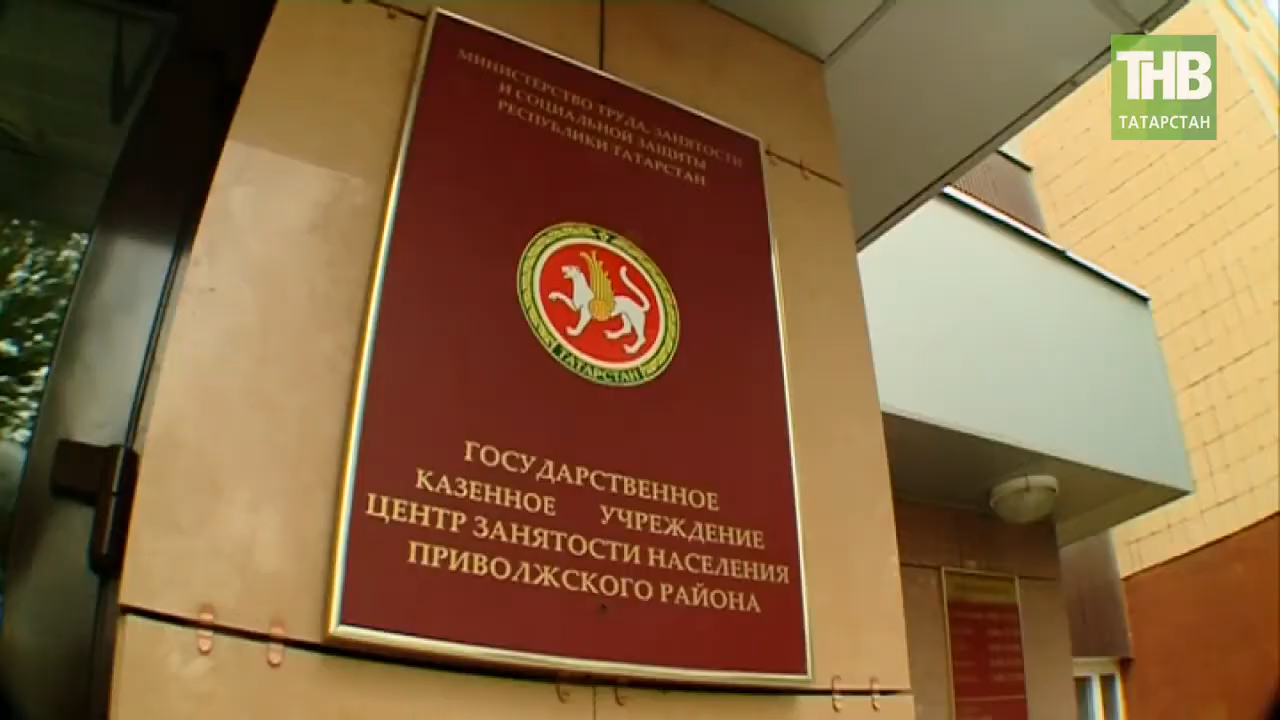 МИНИСТЕРСТВО ТРУДА, ЗАНЯТОСТИ
И СОЦИАЛЬНОЙ ЗАЩИТЫ
РЕСПУБЛИКИ ТАТАРСТАН
ТАТАРСТАН
ГОСУДАРСТВЕННОЕ
КАЗЕННОЕ УЧРЕЖДЕНИЕ
ЦЕНТР ЗАНЯТОСТИ НАСЕЛЕНИЯ
ПРИВОЛЖСКОГО РАЙОНА
ТНВ
ТАТАРСТАН